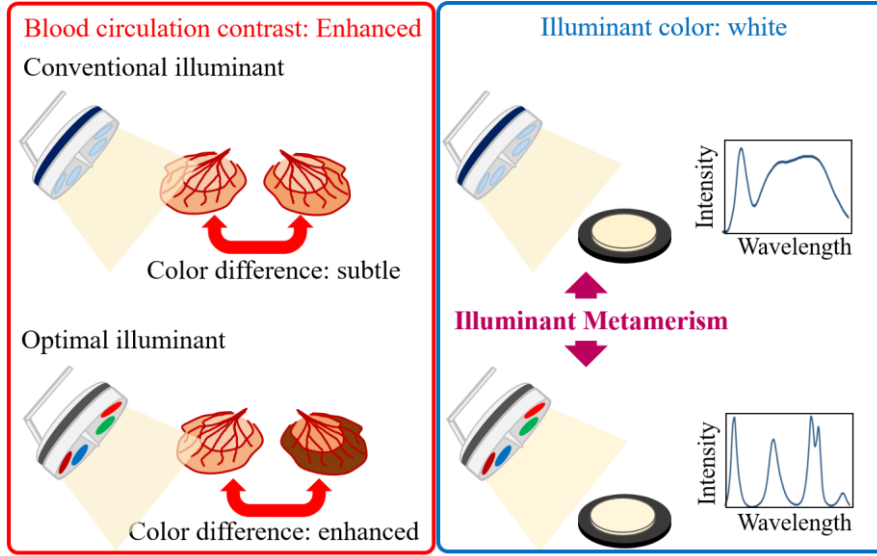 Blood circulation contrast: Enhanced
Conventional illuminant
Color difference: subtle
Optimal illuminant
Color difference: enhanced
Illuminant color: white
Intensity
Wavelength
Illuminant Metamerism
Intensity
Wavelength